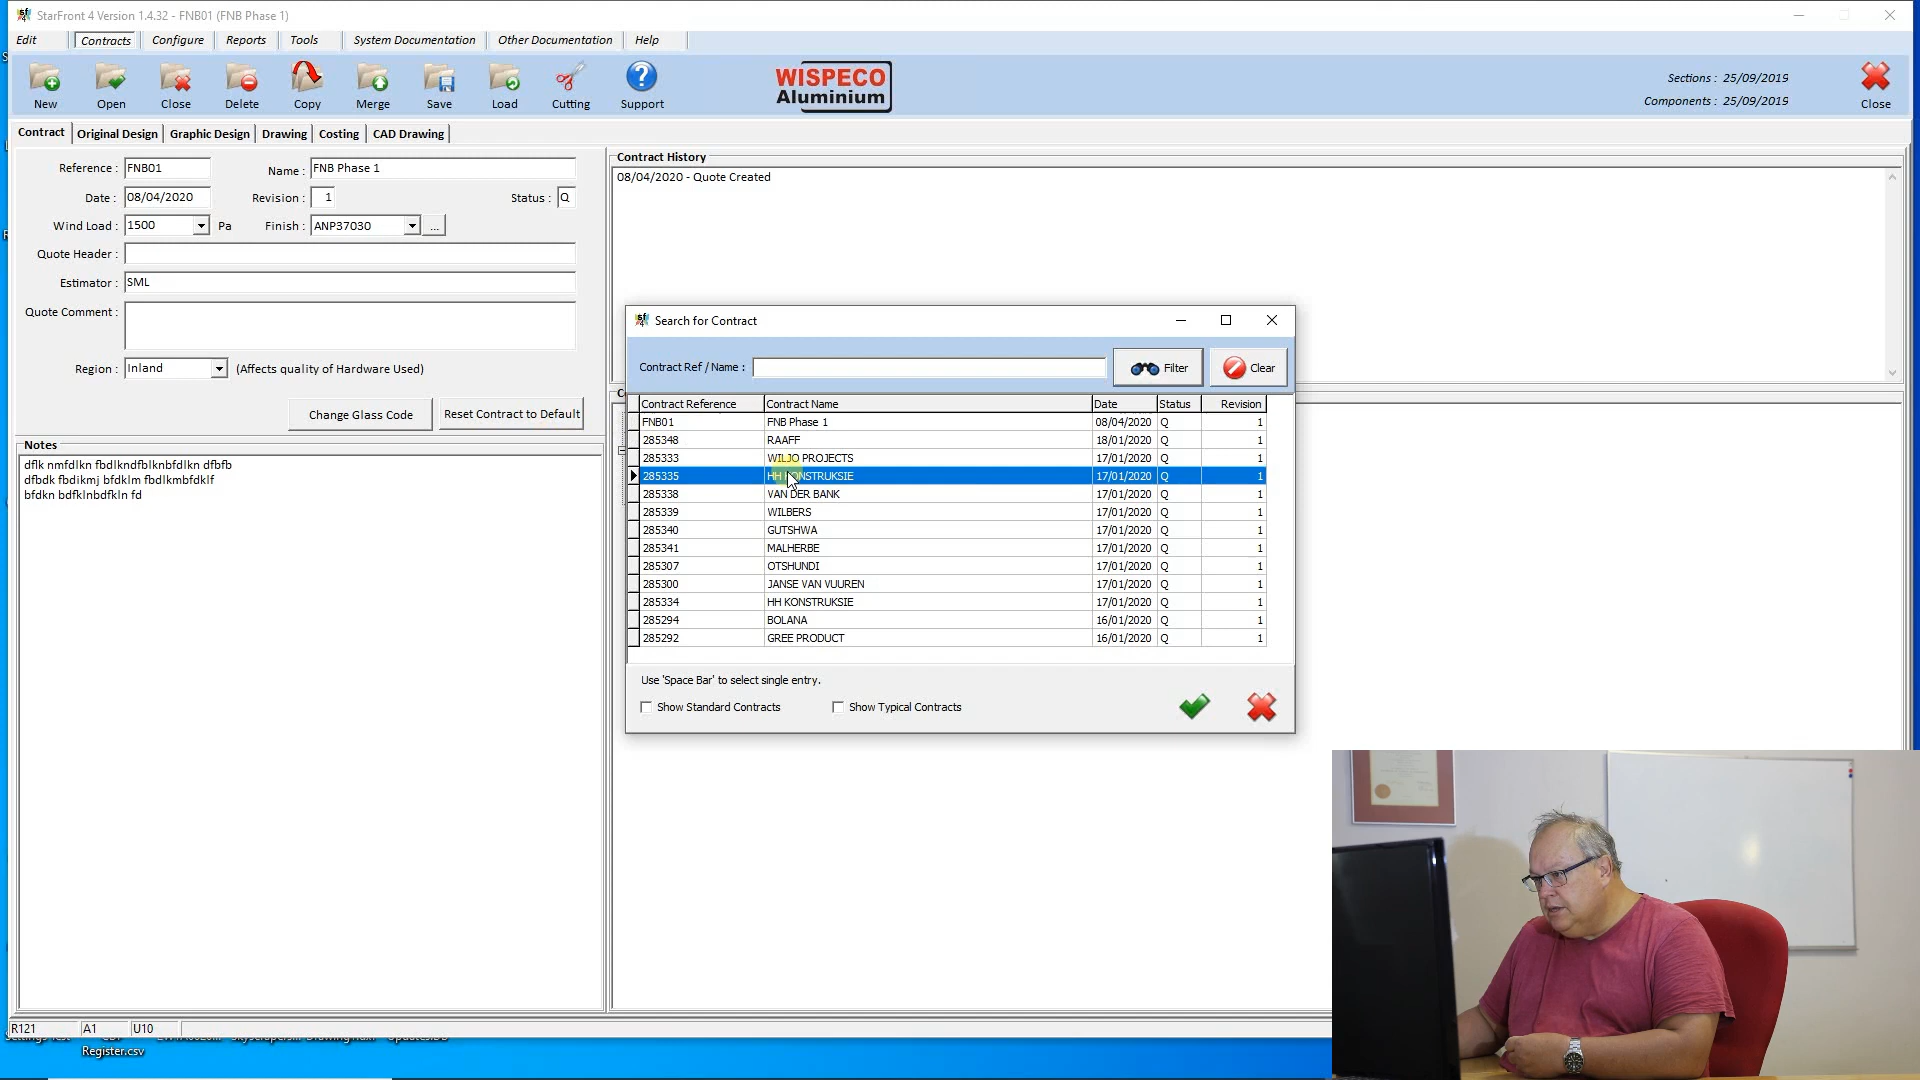 StarFront 4 Version 1.4.32 - FNB01 (FNB Phase 1)
Edit Contracts Configure Reports Tools System Documentation Other Documentation Help
New Open Close Delete Copy Merge Save Load Cutting Support
WISPECO
Aluminium
Sections : 25/09/2019
Components : 25/09/2019
Close
Contract Original Design Graphic Design Drawing Costing CAD Drawing
Reference : FNB01 Name : FNB Phase 1
Date : 08/04/2020 Revision : 1 Status : Q
Wind Load : 1500 Pa Finish : ANP37030 ...
Quote Header :
Estimator : SML
Quote Comment :
Region : Inland (Affects quality of Hardware Used)
Change Glass Code Reset Contract to Default
Notes
dflk nmfdlkn fbdlkndfblknbfdlkn dfbfb
dfbdk fbdikmj bfdklm fbdlkmbfdklf
bfdkn bdfklnbdfkln fd
Contract History
08/04/2020 - Quote Created
Search for Contract
Contract Ref / Name : Filter Clear
Contract Reference Contract Name Date Status Revision
FNB01 FNB Phase 1 08/04/2020 Q 1
285348 RAAFF 18/01/2020 Q 1
285333 WILJO PROJECTS 17/01/2020 Q 1
285335 HH KONSTRUKSIE 17/01/2020 Q 1
285338 VAN DER BANK 17/01/2020 Q 1
285339 WILBERS 17/01/2020 Q 1
285340 GUTSHWA 17/01/2020 Q 1
285341 MALHERBE 17/01/2020 Q 1
285307 OTSHUNDI 17/01/2020 Q 1
285300 JANSE VAN VUUREN 17/01/2020 Q 1
285334 HH KONSTRUKSIE 17/01/2020 Q 1
285294 BOLANA 16/01/2020 Q 1
285292 GREE PRODUCT 16/01/2020 Q 1
Use 'Space Bar' to select single entry.
Show Standard Contracts Show Typical Contracts
R121 A1 U10
Register.csv